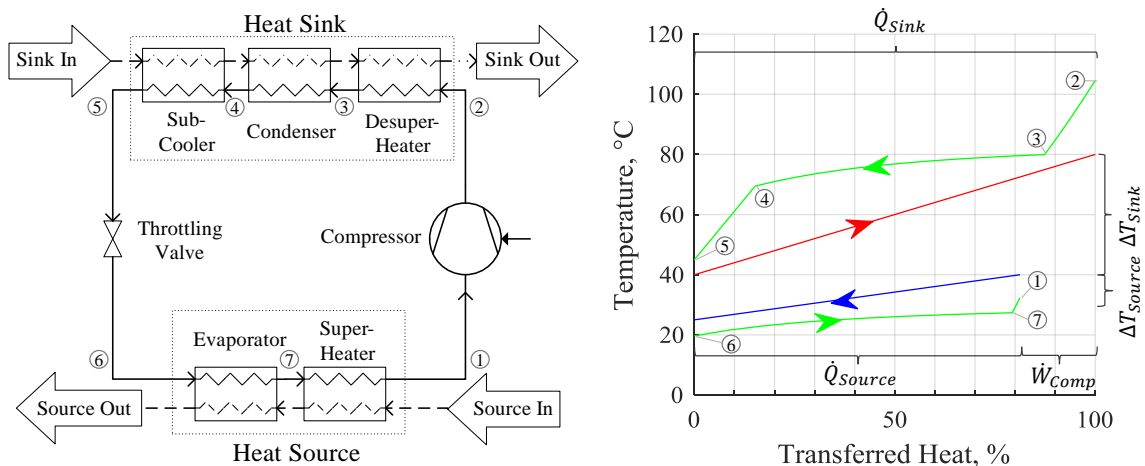 Heat Sink
Sink In
Sink Out
5
4
3
2
Sub-
Cooler
Condenser
Desuper-
Heater
Throttling
Valve
Compressor
Evaporator
Super-
Heater
6
7
1
Source Out
Source In
Heat Source
Q̇Sink
120
100
80
60
40
20
0
Temperature, °C
2
3
4
5
1
7
6
ΔTSource ΔTSink
Q̇Source
ẆComp
0
50
100
Transferred Heat, %